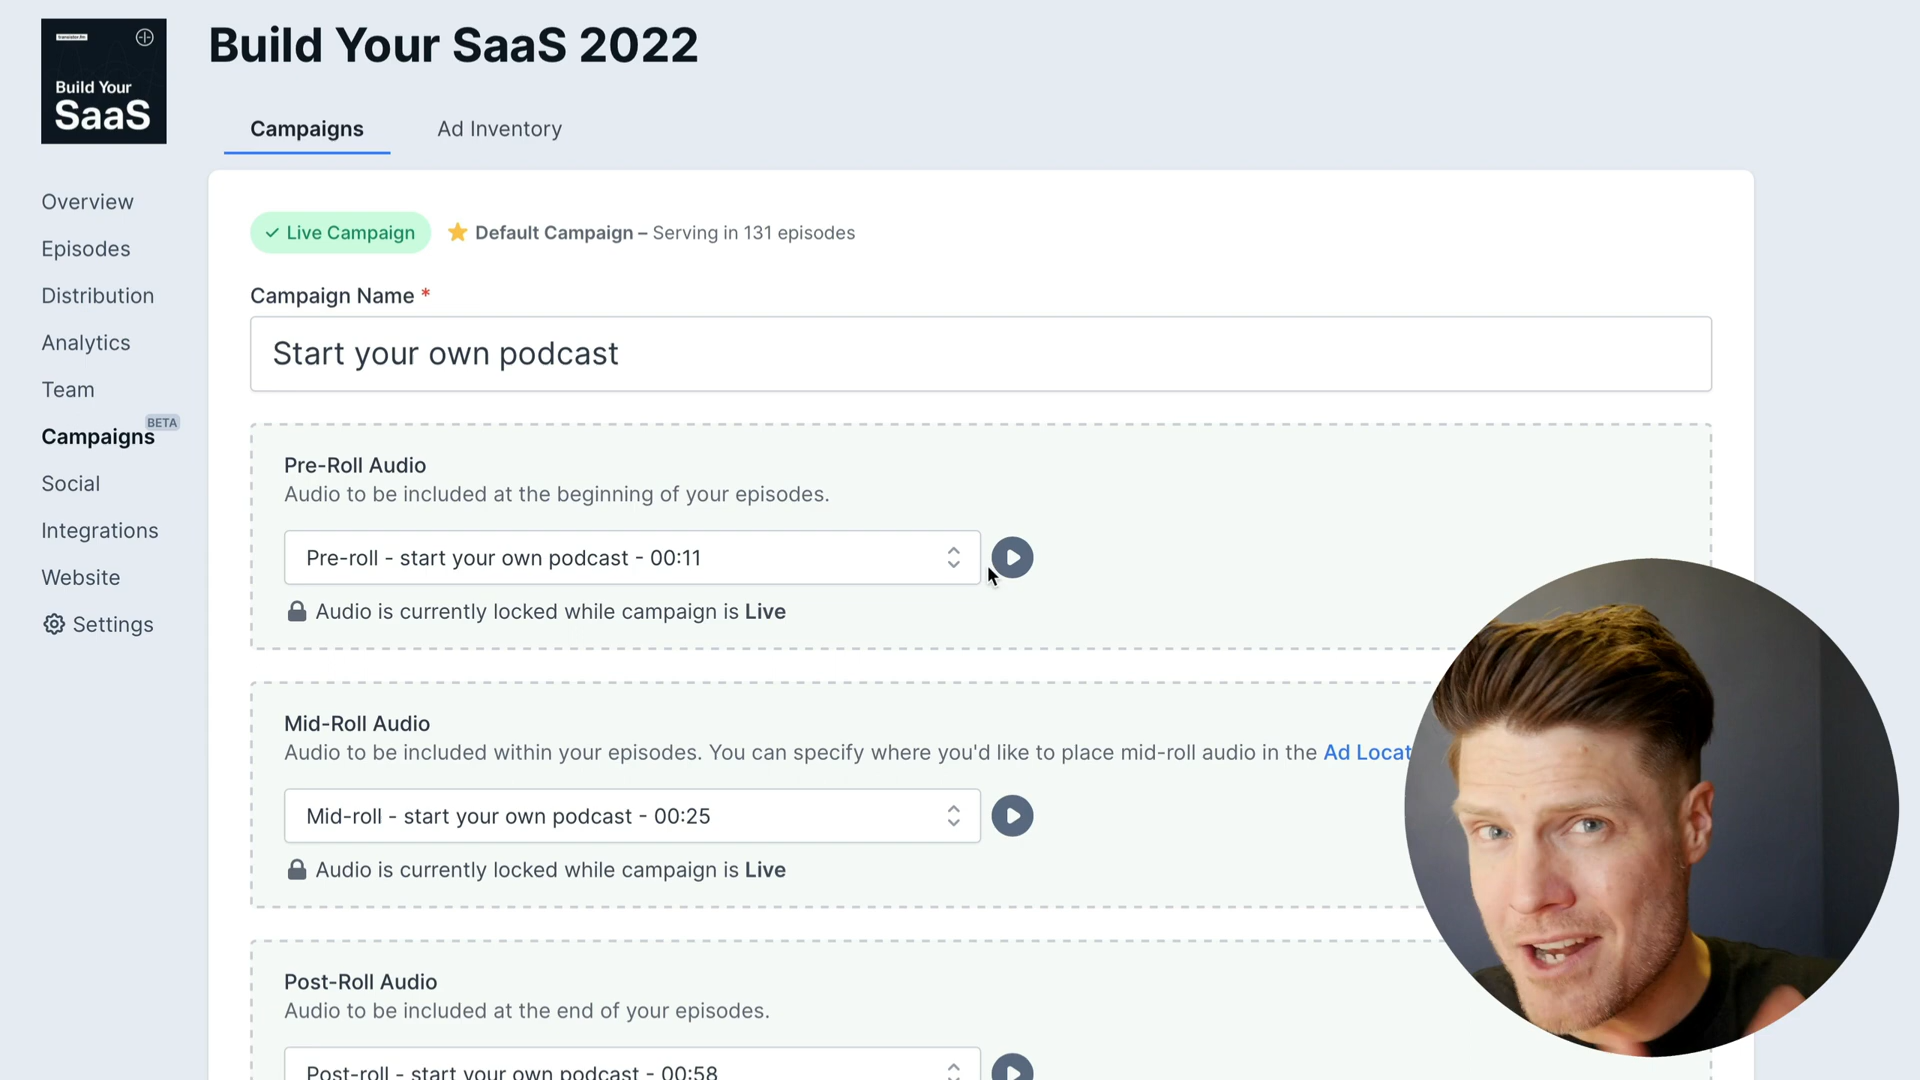 transistor.fm
Build Your
SaaS
Build Your SaaS 2022
Campaigns
Ad Inventory
Overview
Episodes
Distribution
Analytics
Team
Campaigns BETA
Social
Integrations
Website
Settings
Live Campaign
Default Campaign – Serving in 131 episodes
Campaign Name *
Start your own podcast
Pre-Roll Audio
Audio to be included at the beginning of your episodes.
Pre-roll - start your own podcast - 00:11
Audio is currently locked while campaign is Live
Mid-Roll Audio
Audio to be included within your episodes. You can specify where you'd like to place mid-roll audio in the Ad Locat
Mid-roll - start your own podcast - 00:25
Audio is currently locked while campaign is Live
Post-Roll Audio
Audio to be included at the end of your episodes.
Post-roll - start your own podcast - 00:58